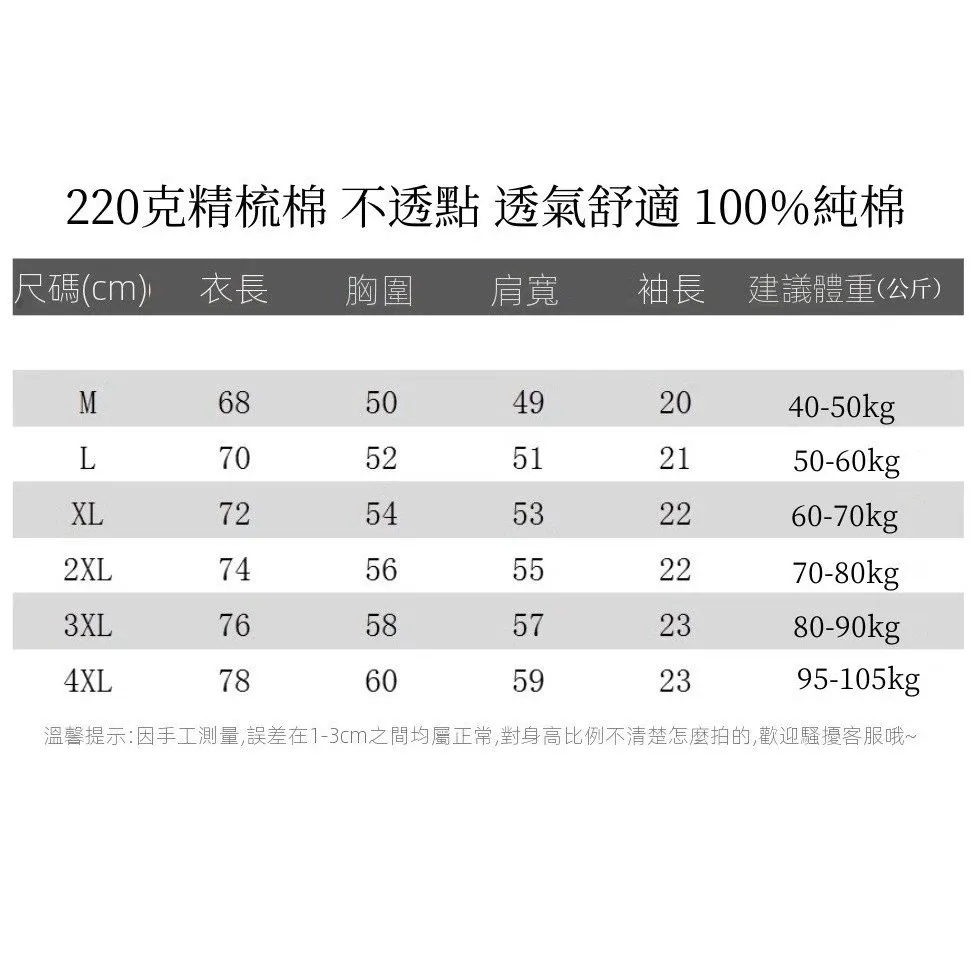 220克精梳棉 不透點 透氣舒適 100%純棉
尺碼(cm) 衣長 胸圍 肩寬 袖長 建議體重(公斤)
M 68 50 49 20 40-50kg
L 70 52 51 21 50-60kg
XL 72 54 53 22 60-70kg
2XL 74 56 55 22 70-80kg
3XL 76 58 57 23 80-90kg
4XL 78 60 59 23 95-105kg
溫馨提示:因手工測量,誤差在1-3cm之間均屬正常,對身高比例不清楚怎麼拍的,歡迎騷擾客服哦~